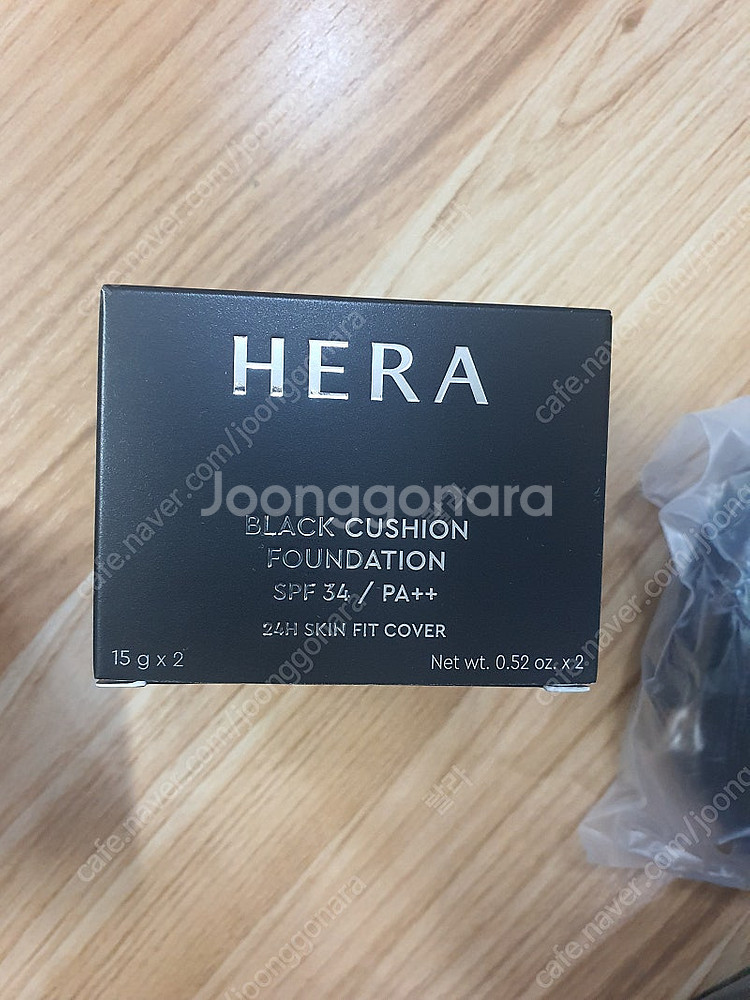 HERA
Joonggonara
BLACK CUSHION
FOUNDATION
SPF 34 / PA++
24H SKIN FIT COVER
15 g x 2
Net wt. 0.52 oz. x 2
cafe.naver.com/joonggonara